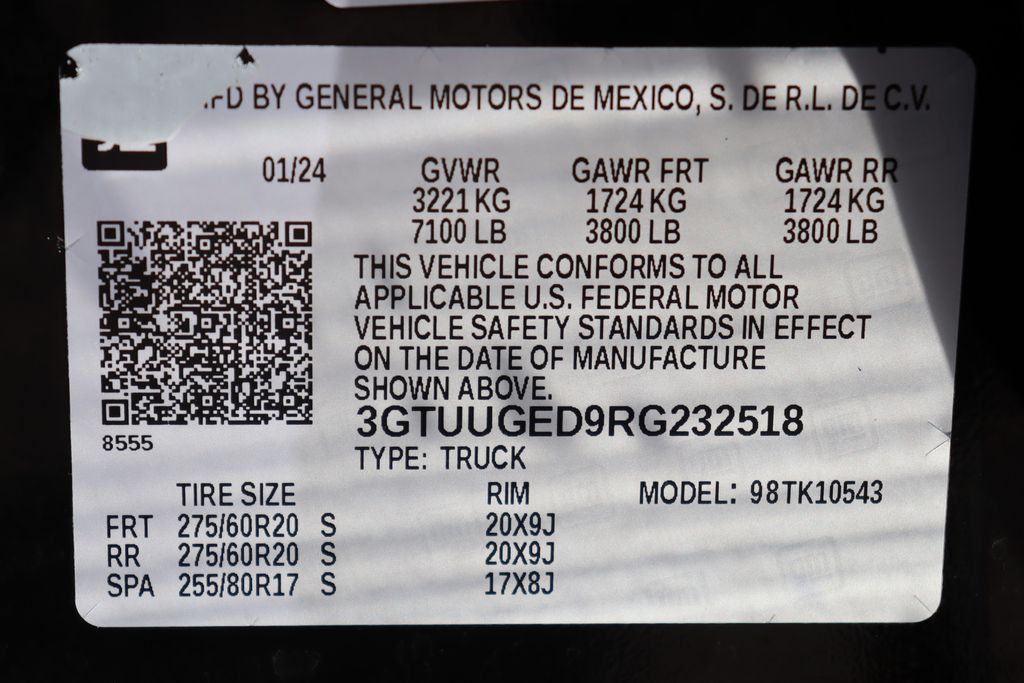 BY GENERAL MOTORS DE MEXICO, S. DE R.L. DE C.V.
01/24 GVWR GAWR FRT GAWR RR
3221 KG 1724 KG 1724 KG
7100 LB 3800 LB 3800 LB
THIS VEHICLE CONFORMS TO ALL
APPLICABLE U.S. FEDERAL MOTOR
VEHICLE SAFETY STANDARDS IN EFFECT
ON THE DATE OF MANUFACTURE
SHOWN ABOVE.
3GTUUGED9RG232518
8555
TYPE: TRUCK
TIRE SIZE RIM MODEL: 98TK10543
FRT 275/60R20 S 20X9J
RR 275/60R20 S 20X9J
SPA 255/80R17 S 17X8J